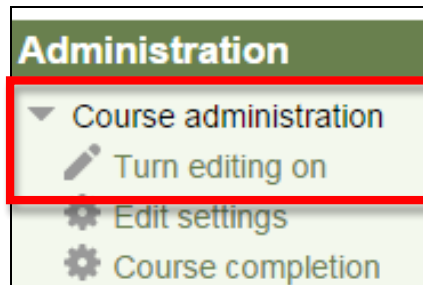 Administration
Course administration
Turn editing on
Edit settings
Course completion